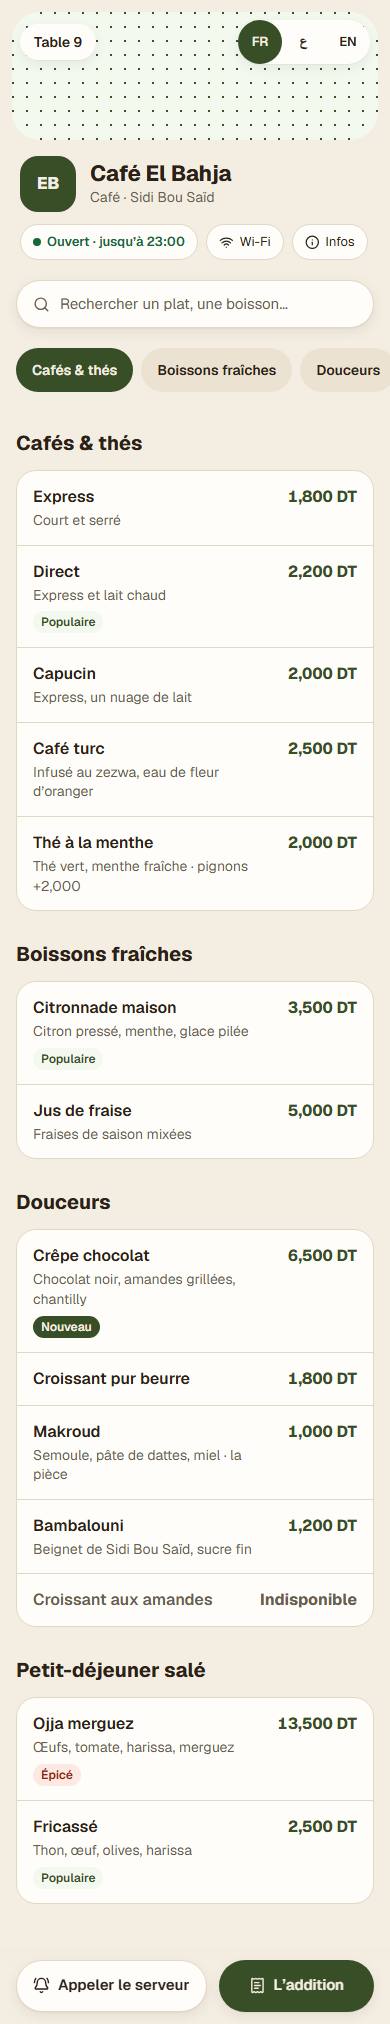 Table 9
FR ع EN
EB
Café El Bahja
Café · Sidi Bou Saïd
Ouvert · jusqu’à 23:00
Wi-Fi
Infos
Rechercher un plat, une boisson…
Cafés & thés
Boissons fraîches
Douceurs
Cafés & thés
Express 1,800 DT
Court et serré
Direct 2,200 DT
Express et lait chaud
Populaire
Capucin 2,000 DT
Express, un nuage de lait
Café turc 2,500 DT
Infusé au zezwa, eau de fleur
d’oranger
Thé à la menthe 2,000 DT
Thé vert, menthe fraîche · pignons
+2,000
Boissons fraîches
Citronnade maison 3,500 DT
Citron pressé, menthe, glace pilée
Populaire
Jus de fraise 5,000 DT
Fraises de saison mixées
Douceurs
Crêpe chocolat 6,500 DT
Chocolat noir, amandes grillées,
chantilly
Nouveau
Croissant pur beurre 1,800 DT
Makroud 1,000 DT
Semoule, pâte de dattes, miel · la
pièce
Bambalouni 1,200 DT
Beignet de Sidi Bou Saïd, sucre fin
Croissant aux amandes Indisponible
Petit-déjeuner salé
Ojja merguez 13,500 DT
Œufs, tomate, harissa, merguez
Épicé
Fricassé 2,500 DT
Thon, œuf, olives, harissa
Populaire
Appeler le serveur
L’addition